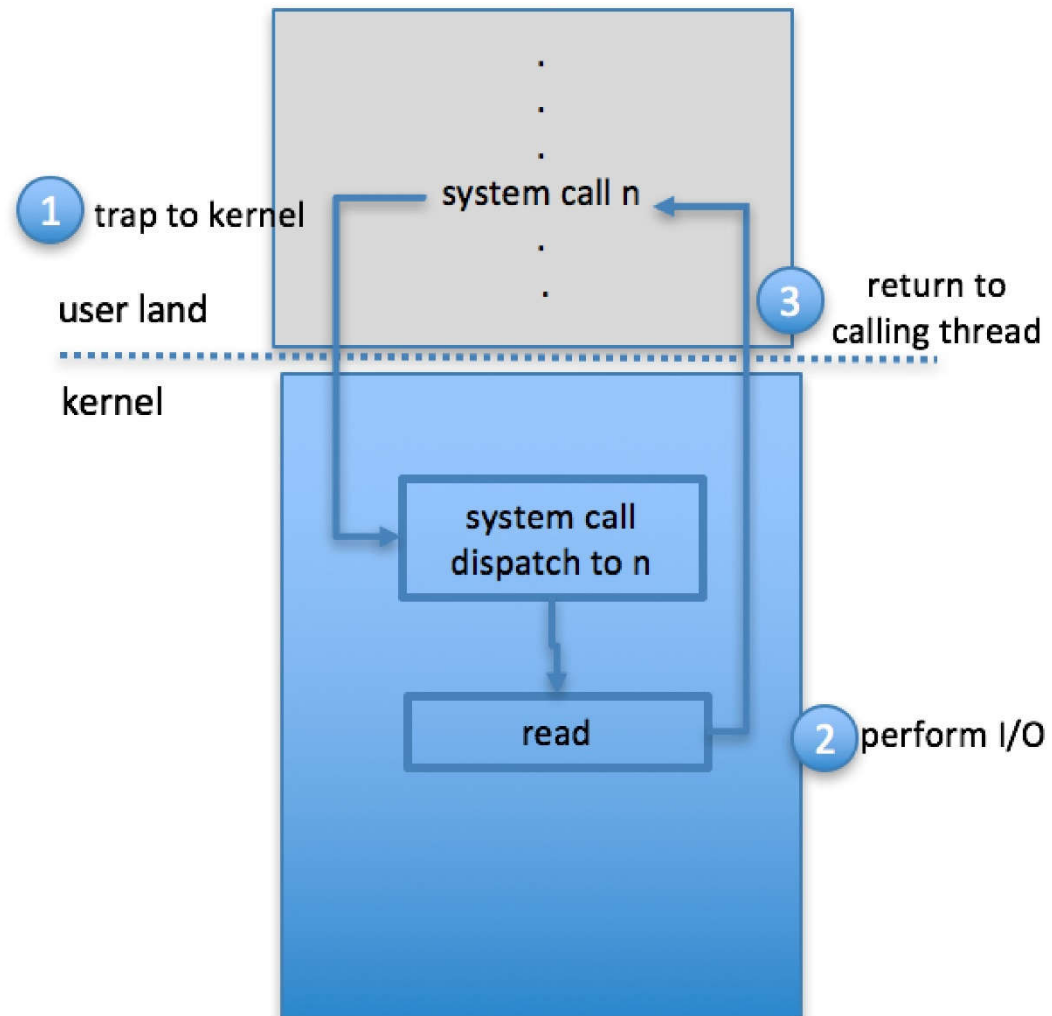 .
.
.
system call n
.
.
1
trap to kernel
user land
3
return to
calling thread
kernel
system call
dispatch to n
read
2
perform I/O